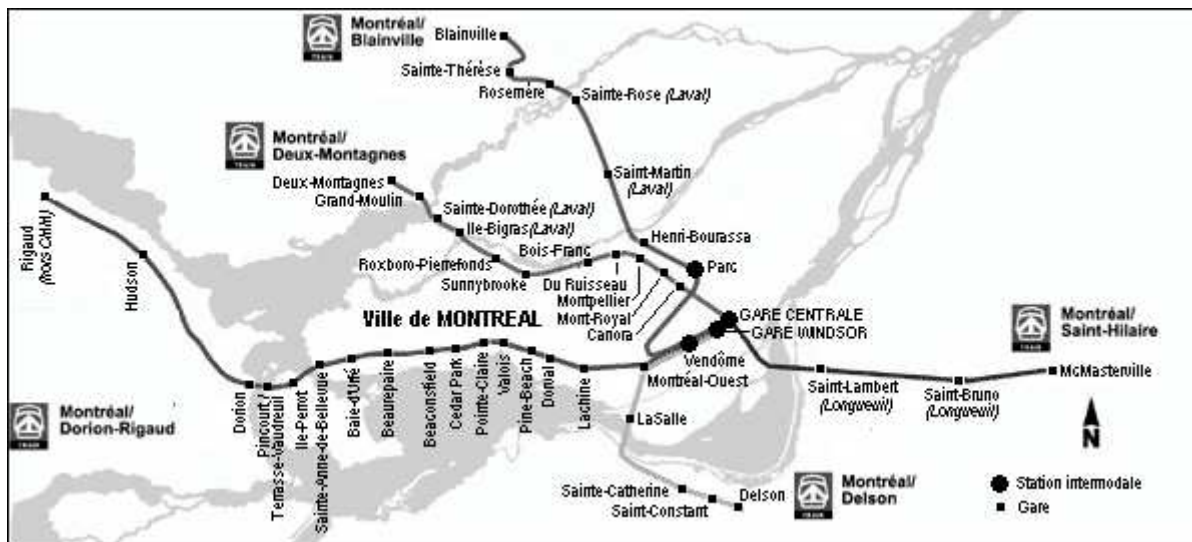 Montréal/
Blainville
Blainville
Sainte-Thérèse
Rosemère
Sainte-Rose (Laval)
Montréal/
Deux-Montagnes
Deux-Montagnes
Grand-Moulin
Saint-Martin
(Laval)
Sainte-Dorothée (Laval)
Ile-Bigras (Laval)
Henri-Bourassa
Bois-Franc
Roxboro-Pierrefonds
Sunnybrooke
Parc
Du Ruisseau
Montpellier
Mont-Royal
Canora
Rigaud
Hudson
Ville de MONTREAL
GARE CENTRALE
GARE WINDSOR
Vendôme
Montréal-Ouest
Montréal/
Saint-Hilaire
McMasterville
Saint-Lambert
(Longueuil)
Saint-Bruno
(Longueuil)
Montréal/
Dorion-Rigaud
Dorion
Pincourt /
Terrasse-Vaudreuil
Ile-Perrot
Sainte-Anne-de-Bellevue
Baie-d'Urfé
Beaurepaire
Beaconsfield
Cedar Park
Pointe-Claire
Valois
Pine-Beach
Dorval
Lachine
LaSalle
N
Sainte-Catherine
Saint-Constant
Delson
Montréal/
Delson
Station intermodale
Gare
TRAIN
TRAIN
TRAIN
TRAIN
TRAIN